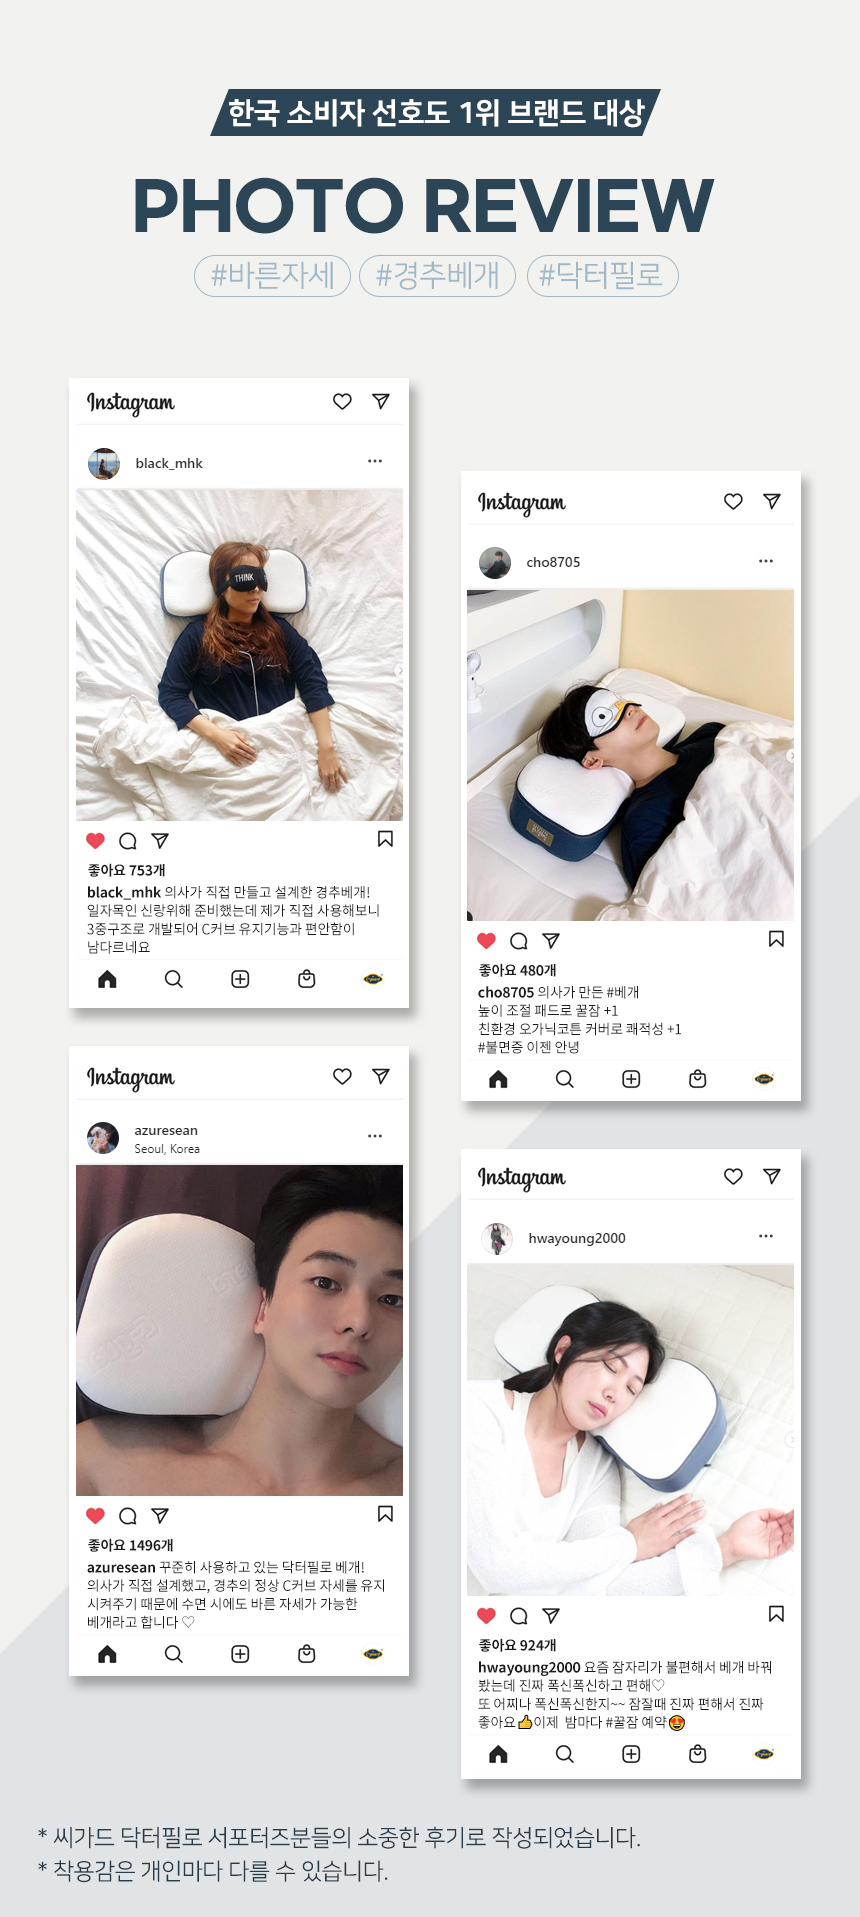 한국 소비자 선호도 1위 브랜드 대상
PHOTO REVIEW
#바른자세 #경추베개 #닥터필로
Instagram
black_mhk
THINK
좋아요 753개
black_mhk 의사가 직접 만들고 설계한 경추베개!
일자목인 신랑위해 준비했는데 제가 직접 사용해보니
3중구조로 개발되어 C커브 유지기능과 편안함이
남다르네요
Instagram
cho8705
좋아요 480개
cho8705 의사가 만든 #베개
높이 조절 패드로 꿀잠 +1
친환경 오가닉코튼 커버로 쾌적성 +1
#불면증 이젠 안녕
Instagram
azuresean
Seoul, Korea
좋아요 1496개
azuresean 꾸준히 사용하고 있는 닥터필로 베개!
의사가 직접 설계했고, 경추의 정상 C커브 자세를 유지
시켜주기 때문에 수면 시에도 바른 자세가 가능한
베개라고 합니다 ♡
Instagram
hwayoung2000
좋아요 924개
hwayoung2000 요즘 잠자리가 불편해서 베개 바꿔
봤는데 진짜 폭신폭신하고 편해♡
또 어찌나 폭신폭신한지~~ 잠잘때 진짜 편해서 진짜
좋아요👍이제 밤마다 #꿀잠 예약😍
* 씨가드 닥터필로 서포터즈분들의 소중한 후기로 작성되었습니다.
* 착용감은 개인마다 다를 수 있습니다.